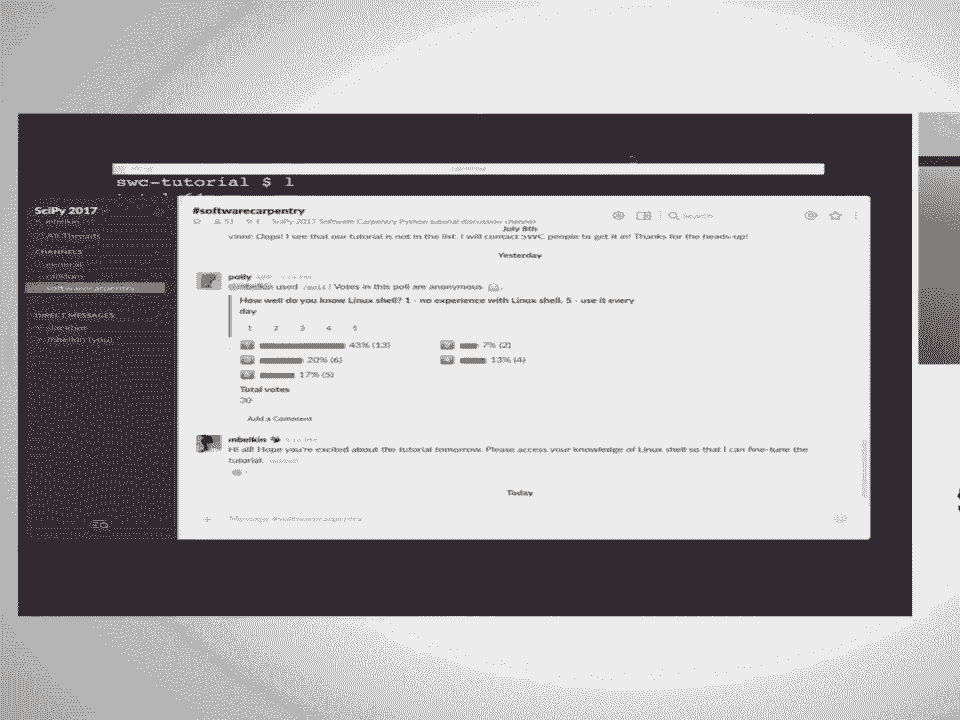 swc-tutorial $ l
SciPy 2017
All Threads
CHANNELS
general
random
softwarecarpentry
DIRECT MESSAGES
slackbot
mbelkin (you)
#softwarecarpentry
51
SciPy 2017 Software Carpentry Python tutorial discussion channel
Search
July 8th
Oops! I see that our tutorial is not in the list. I will contact SWC people to get it in! Thanks for the heads-up!
Yesterday
polly APP
mbelkin used /polly! Votes in this poll are anonymous
How well do you know Linux shell? 1 - no experience with Linux shell, 5 - use it every
day
1 2 3 4 5
43% (13) 7% (2)
20% (6) 13% (4)
17% (5)
Total votes
30
Add a Comment
mbelkin
Hi all! Hope you're excited about the tutorial tomorrow. Please access your knowledge of Linux shell so that I can fine-tune the
tutorial.
Today
Message #softwarecarpentry